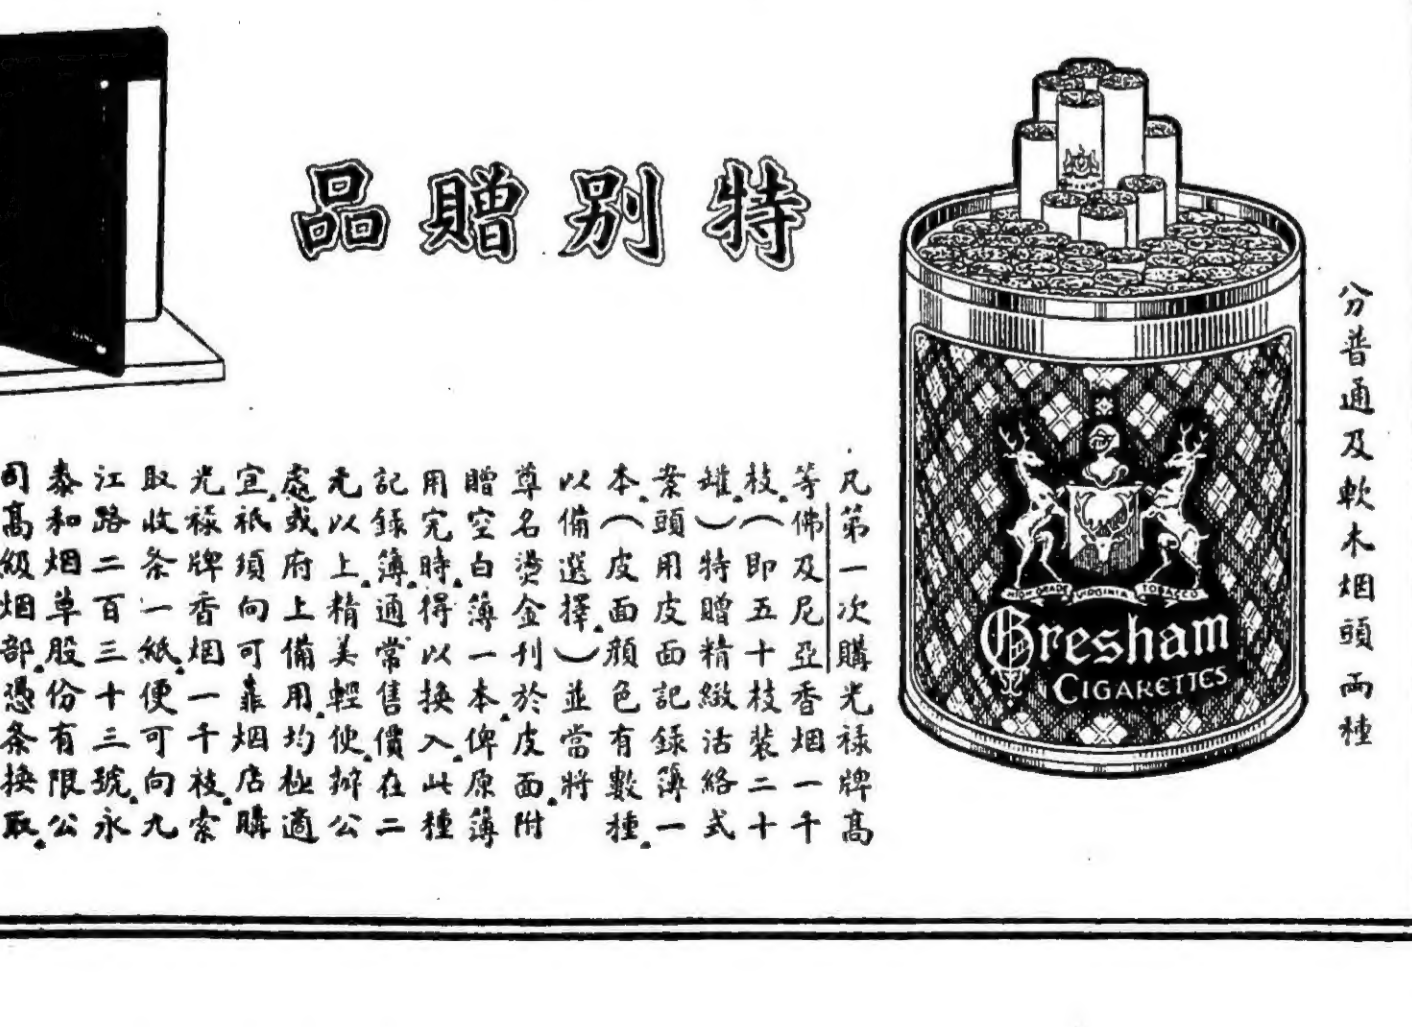 分普通及軟木烟頭兩種
HIGH GRADE VIRGINIA TOBACCO
Gresham
CIGARETTES
特别贈品
凡第一次購光祿牌高
等佛及尼亞香烟一千
枝。(即五十枝裝二十
罐。)特贈精緻活絡式
案頭用皮面記錄簿一
本。(皮面顏色有數種。
以備選擇。)並當將
尊名燙金刊於皮面。附
贈空白簿一本。俾原簿
用完時。得以換入。此種
記錄簿。通常售價在二
元以上。精美輕便。辦公
處或府上備用。均極適
宜。祇須向可靠烟店購
光祿牌香烟一千枝。索
取收条一紙。便可向九
江路二百三十三號。永
泰和烟草股份有限公
司高級烟部。憑条換取。